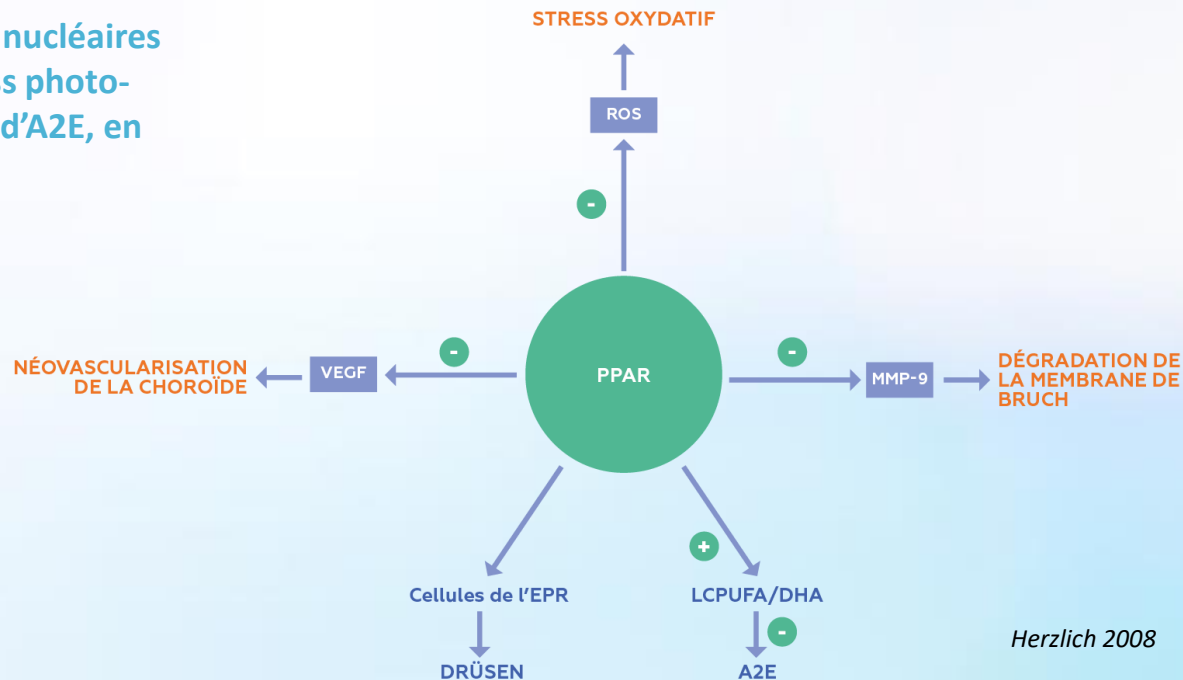 nucléaires
s photo-
d'A2E, en
STRESS OXYDATIF
ROS
-
NÉOVASCULARISATION
DE LA CHOROÏDE
VEGF
-
PPAR
-
MMP-9
DÉGRADATION DE
LA MEMBRANE DE
BRUCH
+
Cellules de l'EPR
LCPUFA/DHA
-
DRÜSEN
A2E
Herzlich 2008